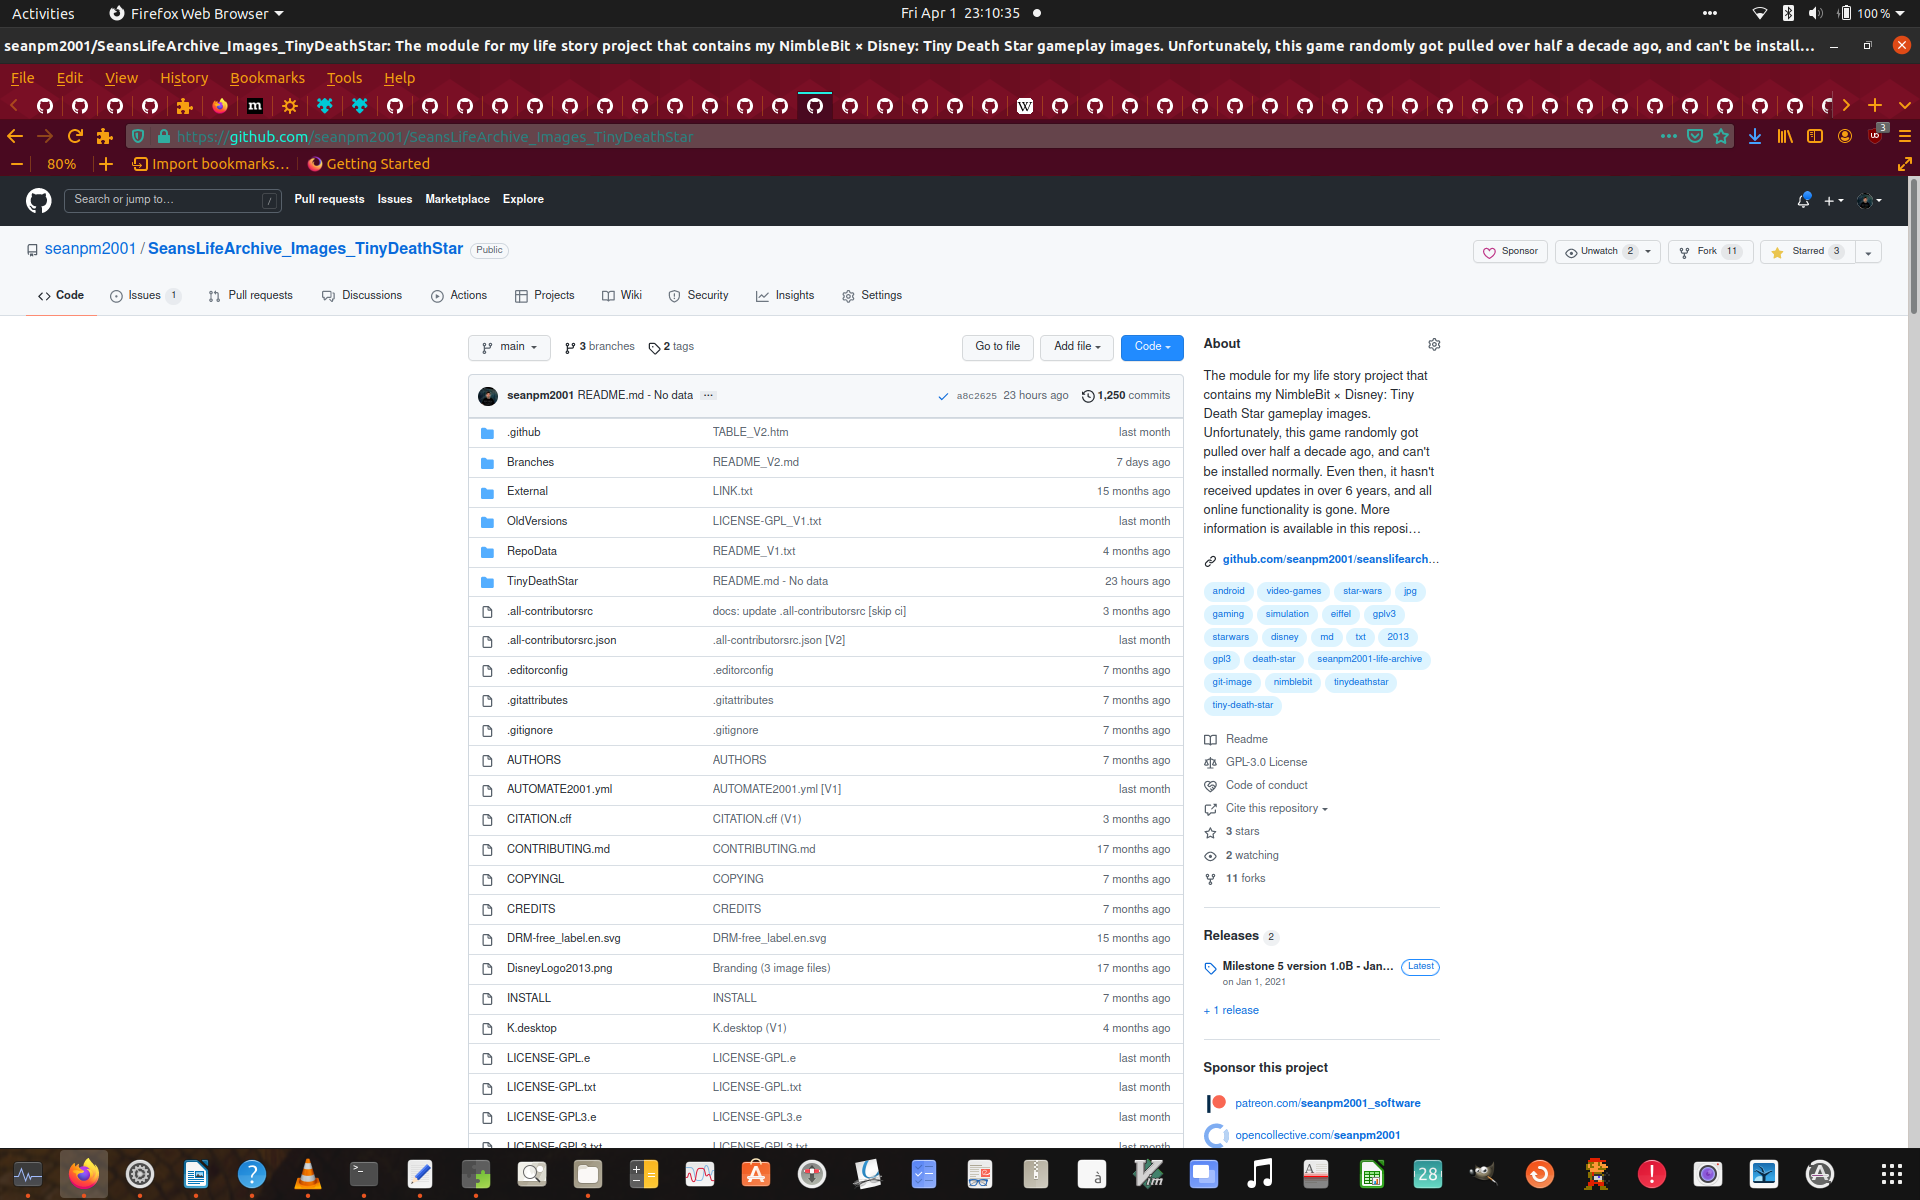 Activities Firefox Web Browser Fri Apr 1 23:10:35 100 %
seanpm2001/SeansLifeArchive_Images_TinyDeathStar: The module for my life story project that contains my NimbleBit × Disney: Tiny Death Star gameplay images. Unfortunately, this game randomly got pulled over half a decade ago, and can't be install...
File Edit View History Bookmarks Tools Help
https://github.com/seanpm2001/SeansLifeArchive_Images_TinyDeathStar 3
80% Import bookmarks... Getting Started
Search or jump to... / Pull requests Issues Marketplace Explore
seanpm2001 / SeansLifeArchive_Images_TinyDeathStar Public Sponsor Unwatch 2 Fork 11 Starred 3
Code Issues 1 Pull requests Discussions Actions Projects Wiki Security Insights Settings
main 3 branches 2 tags Go to file Add file Code
seanpm2001 README.md - No data ... a8c2625 23 hours ago 1,250 commits
.github TABLE_V2.htm last month
Branches README_V2.md 7 days ago
External LINK.txt 15 months ago
OldVersions LICENSE-GPL_V1.txt last month
RepoData README_V1.txt 4 months ago
TinyDeathStar README.md - No data 23 hours ago
.all-contributorsrc docs: update .all-contributorsrc [skip ci] 3 months ago
.all-contributorsrc.json .all-contributorsrc.json [V2] last month
.editorconfig .editorconfig 7 months ago
.gitattributes .gitattributes 7 months ago
.gitignore .gitignore 7 months ago
AUTHORS AUTHORS 7 months ago
AUTOMATE2001.yml AUTOMATE2001.yml [V1] last month
CITATION.cff CITATION.cff (V1) 3 months ago
CONTRIBUTING.md CONTRIBUTING.md 17 months ago
COPYINGL COPYING 7 months ago
CREDITS CREDITS 7 months ago
DRM-free_label.en.svg DRM-free_label.en.svg 15 months ago
DisneyLogo2013.png Branding (3 image files) 17 months ago
INSTALL INSTALL 7 months ago
K.desktop K.desktop (V1) 4 months ago
LICENSE-GPL.e LICENSE-GPL.e last month
LICENSE-GPL.txt LICENSE-GPL.txt last month
LICENSE-GPL3.e LICENSE-GPL3.e last month
LICENSE-GPL3.txt LICENSE-GPL3.txt last month
About
The module for my life story project that
contains my NimbleBit × Disney: Tiny
Death Star gameplay images.
Unfortunately, this game randomly got
pulled over half a decade ago, and can't
be installed normally. Even then, it hasn't
received updates in over 6 years, and all
online functionality is gone. More
information is available in this reposi...
github.com/seanpm2001/seanslifearch...
android video-games star-wars jpg
gaming simulation eiffel gplv3
starwars disney md txt 2013
gpl3 death-star seanpm2001-life-archive
git-image nimblebit tinydeathstar
tiny-death-star
Readme
GPL-3.0 License
Code of conduct
Cite this repository
3 stars
2 watching
11 forks
Releases 2
Milestone 5 version 1.0B - Jan... Latest
on Jan 1, 2021
+ 1 release
Sponsor this project
patreon.com/seanpm2001_software
opencollective.com/seanpm2001
28